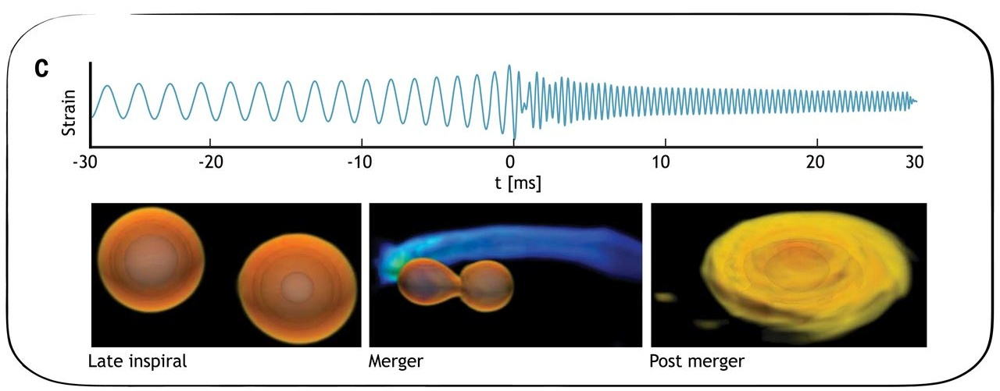 C
Strain
-30 -20 -10 0 10 20 30
t [ms]
Late inspiral Merger Post merger